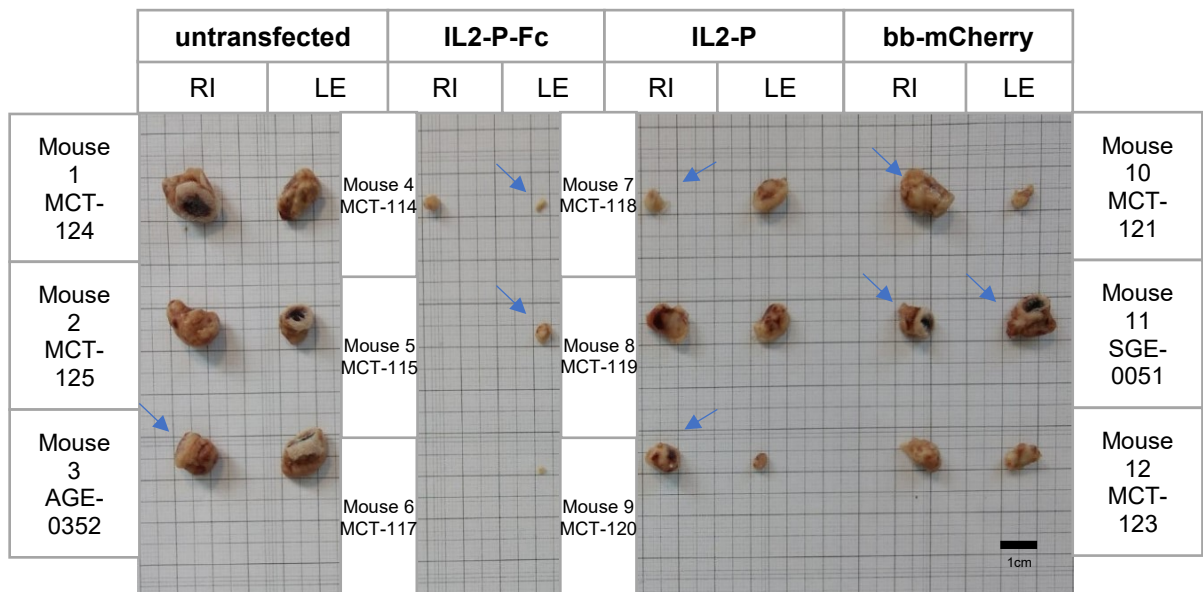 untransfected IL2-P-Fc IL2-P bb-mCherry
RI LE RI LE RI LE RI LE
Mouse
1
MCT-
124
Mouse 4
MCT-114
Mouse 7
MCT-118
Mouse
10
MCT-
121
Mouse
2
MCT-
125
Mouse 5
MCT-115
Mouse 8
MCT-119
Mouse
11
SGE-
0051
Mouse
3
AGE-
0352
Mouse 6
MCT-117
Mouse 9
MCT-120
Mouse
12
MCT-
123
1cm